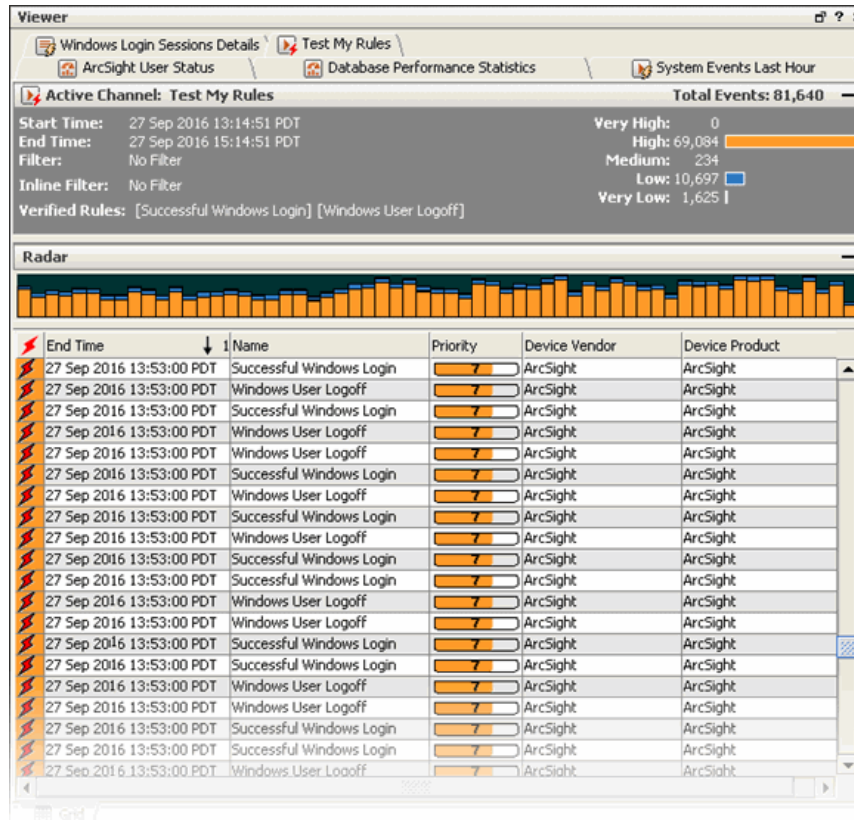 Viewer ?
Windows Login Sessions Details Test My Rules
ArcSight User Status Database Performance Statistics System Events Last Hour
Active Channel: Test My Rules Total Events: 81,640
Start Time: 27 Sep 2016 13:14:51 PDT Very High: 0
End Time: 27 Sep 2016 15:14:51 PDT High: 69,084
Filter: No Filter Medium: 234
Low: 10,697
Inline Filter: No Filter
Very Low: 1,625
Verified Rules: [Successful Windows Login] [Windows User Logoff]
Radar
End Time 1 Name Priority Device Vendor Device Product
27 Sep 2016 13:53:00 PDT Successful Windows Login 7 ArcSight ArcSight
27 Sep 2016 13:53:00 PDT Windows User Logoff 7 ArcSight ArcSight
27 Sep 2016 13:53:00 PDT Successful Windows Login 7 ArcSight ArcSight
27 Sep 2016 13:53:00 PDT Windows User Logoff 7 ArcSight ArcSight
27 Sep 2016 13:53:00 PDT Windows User Logoff 7 ArcSight ArcSight
27 Sep 2016 13:53:00 PDT Successful Windows Login 7 ArcSight ArcSight
27 Sep 2016 13:53:00 PDT Windows User Logoff 7 ArcSight ArcSight
27 Sep 2016 13:53:00 PDT Successful Windows Login 7 ArcSight ArcSight
27 Sep 2016 13:53:00 PDT Windows User Logoff 7 ArcSight ArcSight
27 Sep 2016 13:53:00 PDT Successful Windows Login 7 ArcSight ArcSight
27 Sep 2016 13:53:00 PDT Successful Windows Login 7 ArcSight ArcSight
27 Sep 2016 13:53:00 PDT Windows User Logoff 7 ArcSight ArcSight
27 Sep 2016 13:53:00 PDT Windows User Logoff 7 ArcSight ArcSight
27 Sep 2016 13:53:00 PDT Successful Windows Login 7 ArcSight ArcSight
27 Sep 2016 13:53:00 PDT Successful Windows Login 7 ArcSight ArcSight
27 Sep 2016 13:53:00 PDT Windows User Logoff 7 ArcSight ArcSight
27 Sep 2016 13:53:00 PDT Windows User Logoff 7 ArcSight ArcSight
27 Sep 2016 13:53:00 PDT Successful Windows Login 7 ArcSight ArcSight
27 Sep 2016 13:53:00 PDT Successful Windows Login 7 ArcSight ArcSight
27 Sep 2016 13:53:00 PDT Windows User Logoff 7 ArcSight ArcSight
Grid